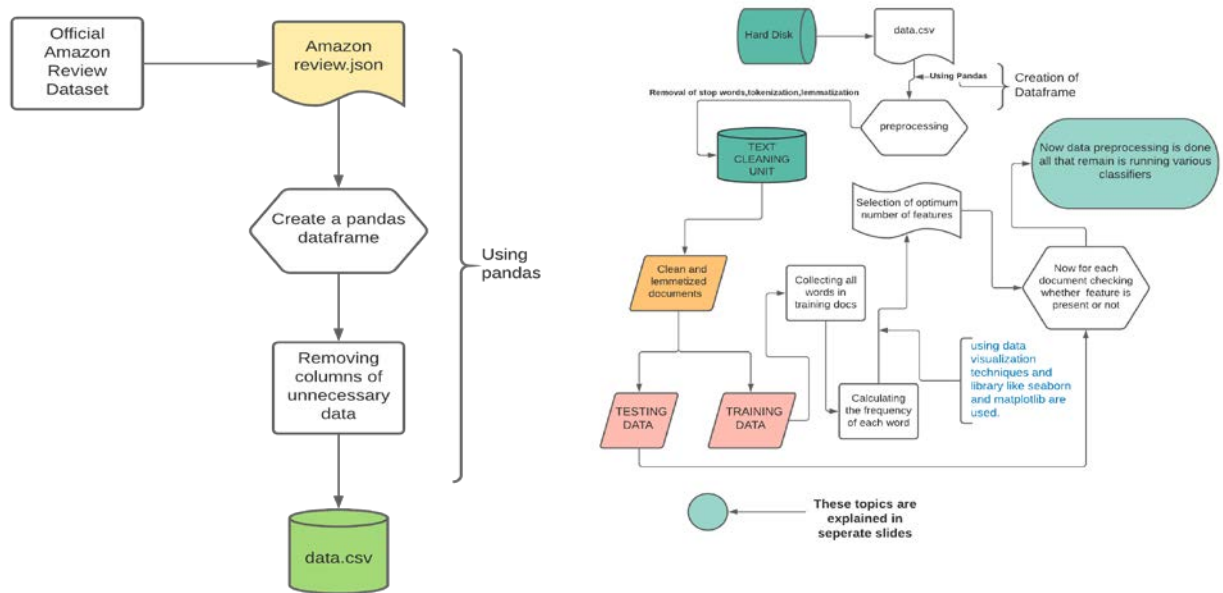 Official
Amazon
Review
Dataset
Amazon
review.json
Create a pandas
dataframe
Using
pandas
Removing
columns of
unnecessary
data
data.csv
Hard Disk
data.csv
Using Pandas
Creation of
Dataframe
Removal of stop words,tokenization,lemmatization
preprocessing
TEXT
CLEANING
UNIT
Now data preprocessing is done
all that remain is running various
classifiers
Selection of optimum
number of features
Clean and
lemmetized
documents
Collecting all
words in
training docs
Now for each
document checking
whether feature is
present or not
TESTING
DATA
TRAINING
DATA
Calculating
the frequency
of each word
using data
visualization
techniques and
library like seaborn
and matplotlib are
used.
These topics are
explained in
seperate slides